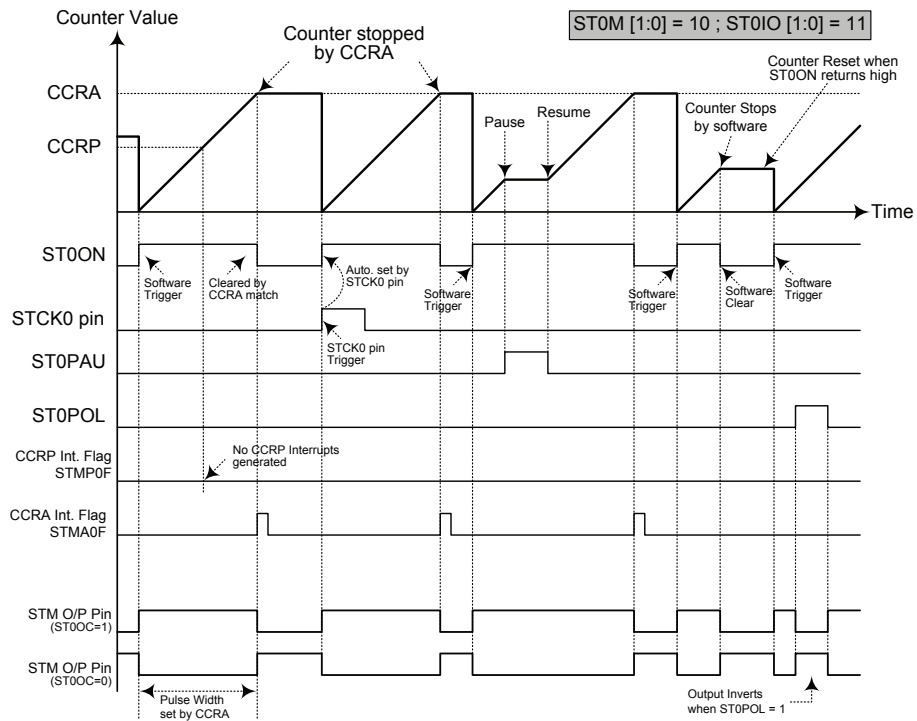 Counter Value
ST0M [1:0] = 10 ; ST0IO [1:0] = 11
Counter stopped
by CCRA
Counter Reset when
ST0ON returns high
CCRA
CCRP
Pause
Resume
Counter Stops
by software
Time
ST0ON
Software
Trigger
Cleared by
CCRA match
Auto. set by
STCK0 pin
Software
Trigger
Software
Trigger
Software
Clear
Software
Trigger
STCK0 pin
STCK0 pin
Trigger
ST0PAU
ST0POL
CCRP Int. Flag
STMP0F
No CCRP Interrupts
generated
CCRA Int. Flag
STMA0F
STM O/P Pin
(ST0OC=1)
STM O/P Pin
(ST0OC=0)
Pulse Width
set by CCRA
Output Inverts
when ST0POL = 1